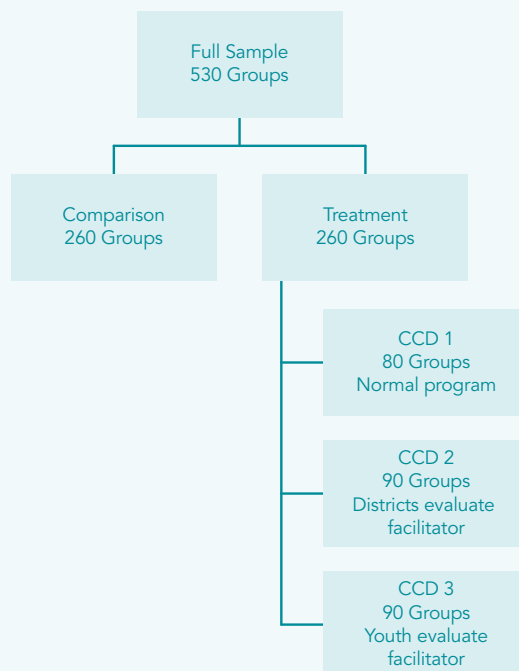 Full Sample
530 Groups
Comparison
260 Groups
Treatment
260 Groups
CCD 1
80 Groups
Normal program
CCD 2
90 Groups
Districts evaluate
facilitator
CCD 3
90 Groups
Youth evaluate
facilitator